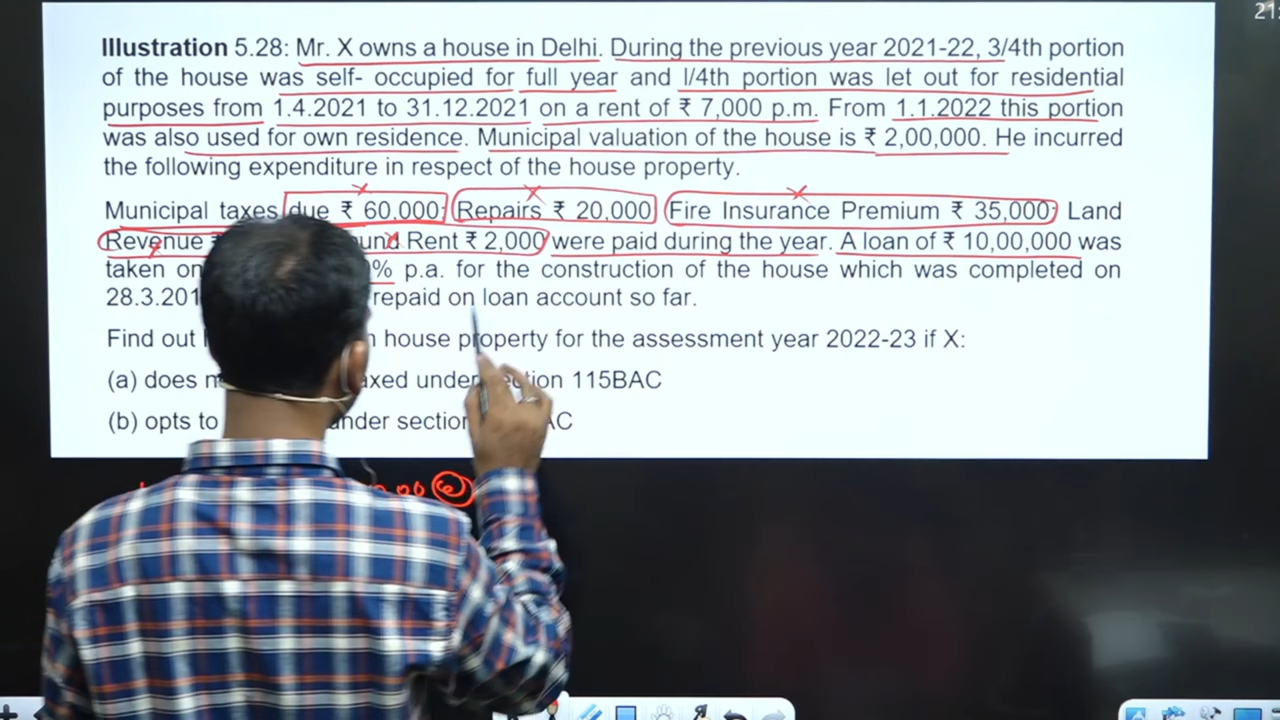 21:
Illustration 5.28: Mr. X owns a house in Delhi. During the previous year 2021-22, 3/4th portion
of the house was self- occupied for full year and I/4th portion was let out for residential
purposes from 1.4.2021 to 31.12.2021 on a rent of ₹ 7,000 p.m. From 1.1.2022 this portion
was also used for own residence. Municipal valuation of the house is ₹ 2,00,000. He incurred
the following expenditure in respect of the house property.
Municipal taxes due ₹ 60,000; Repairs ₹ 20,000 Fire Insurance Premium ₹ 35,000; Land
Revenue Rent ₹ 2,000 were paid during the year. A loan of ₹ 10,00,000 was
taken on % p.a. for the construction of the house which was completed on
28.3.201 repaid on loan account so far.
Find out house property for the assessment year 2022-23 if X:
(a) does section 115BAC
(b) opts to under section AC